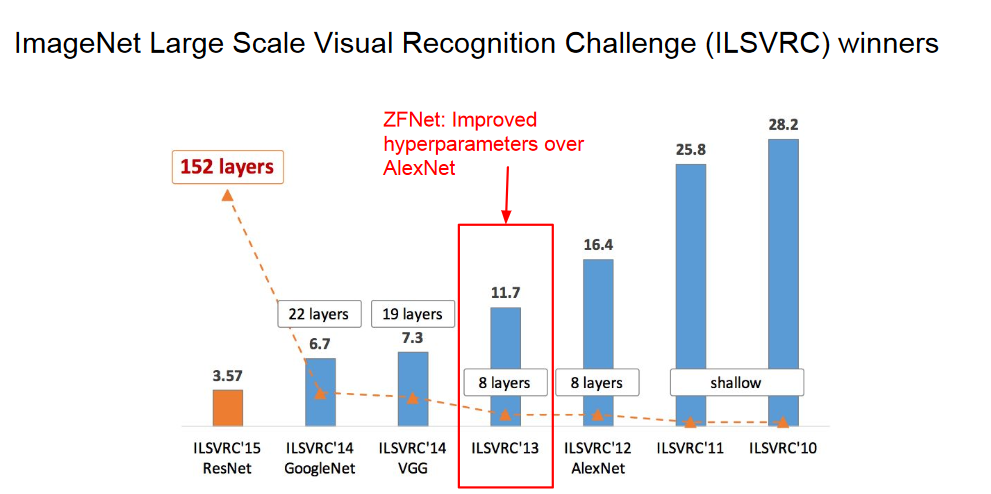 ImageNet Large Scale Visual Recognition Challenge (ILSVRC) winners
ZFNet: Improved
hyperparameters over
AlexNet
28.2
25.8
152 layers
16.4
11.7
22 layers
19 layers
6.7
7.3
3.57
8 layers
8 layers
shallow
ILSVRC'15
ResNet
ILSVRC'14
GoogleNet
ILSVRC'14
VGG
ILSVRC'13
ILSVRC'12
AlexNet
ILSVRC'11
ILSVRC'10